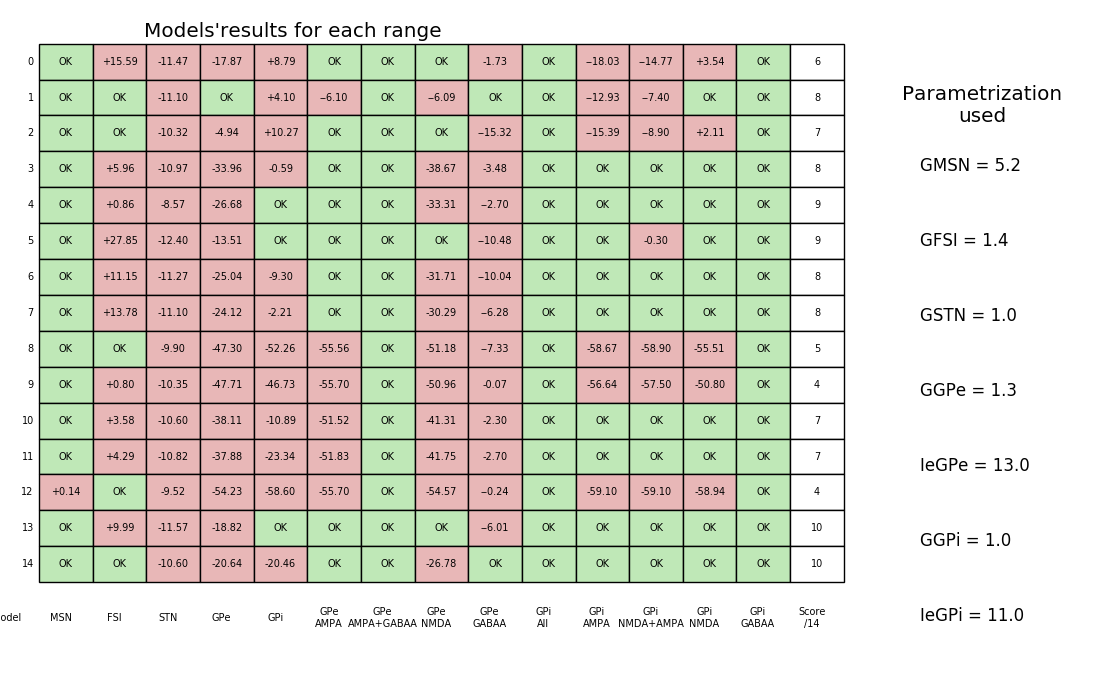 Models'results for each range
0 OK +15.59 -11.47 -17.87 +8.79 OK OK OK -1.73 OK −18.03 −14.77 +3.54 OK 6
1 OK OK -11.10 OK +4.10 −6.10 OK −6.09 OK OK −12.93 −7.40 OK OK 8
2 OK OK -10.32 -4.94 +10.27 OK OK OK −15.32 OK −15.39 −8.90 +2.11 OK 7
3 OK +5.96 -10.97 -33.96 -0.59 OK OK -38.67 -3.48 OK OK OK OK OK 8
4 OK +0.86 -8.57 -26.68 OK OK OK -33.31 −2.70 OK OK OK OK OK 9
5 OK +27.85 -12.40 -13.51 OK OK OK OK −10.48 OK OK -0.30 OK OK 9
6 OK +11.15 -11.27 -25.04 -9.30 OK OK -31.71 −10.04 OK OK OK OK OK 8
7 OK +13.78 -11.10 -24.12 -2.21 OK OK -30.29 −6.28 OK OK OK OK OK 8
8 OK OK -9.90 -47.30 -52.26 -55.56 OK -51.18 −7.33 OK -58.67 -58.90 -55.51 OK 5
9 OK +0.80 -10.35 -47.71 -46.73 -55.70 OK -50.96 -0.07 OK -56.64 -57.50 -50.80 OK 4
10 OK +3.58 -10.60 -38.11 -10.89 -51.52 OK -41.31 -2.30 OK OK OK OK OK 7
11 OK +4.29 -10.82 -37.88 -23.34 -51.83 OK -41.75 -2.70 OK OK OK OK OK 7
12 +0.14 OK -9.52 -54.23 -58.60 -55.70 OK -54.57 −0.24 OK -59.10 -59.10 -58.94 OK 4
13 OK +9.99 -11.57 -18.82 OK OK OK OK −6.01 OK OK OK OK OK 10
14 OK OK -10.60 -20.64 -20.46 OK OK -26.78 OK OK OK OK OK OK 10
GPe GPe GPe GPe GPi GPi GPi GPi GPi Score
odel MSN FSI STN GPe GPi
AMPA AMPA+GABAA NMDA GABAA All AMPA NMDA+AMPA NMDA GABAA /14
Parametrization
used
GMSN = 5.2
GFSI = 1.4
GSTN = 1.0
GGPe = 1.3
IeGPe = 13.0
GGPi = 1.0
IeGPi = 11.0